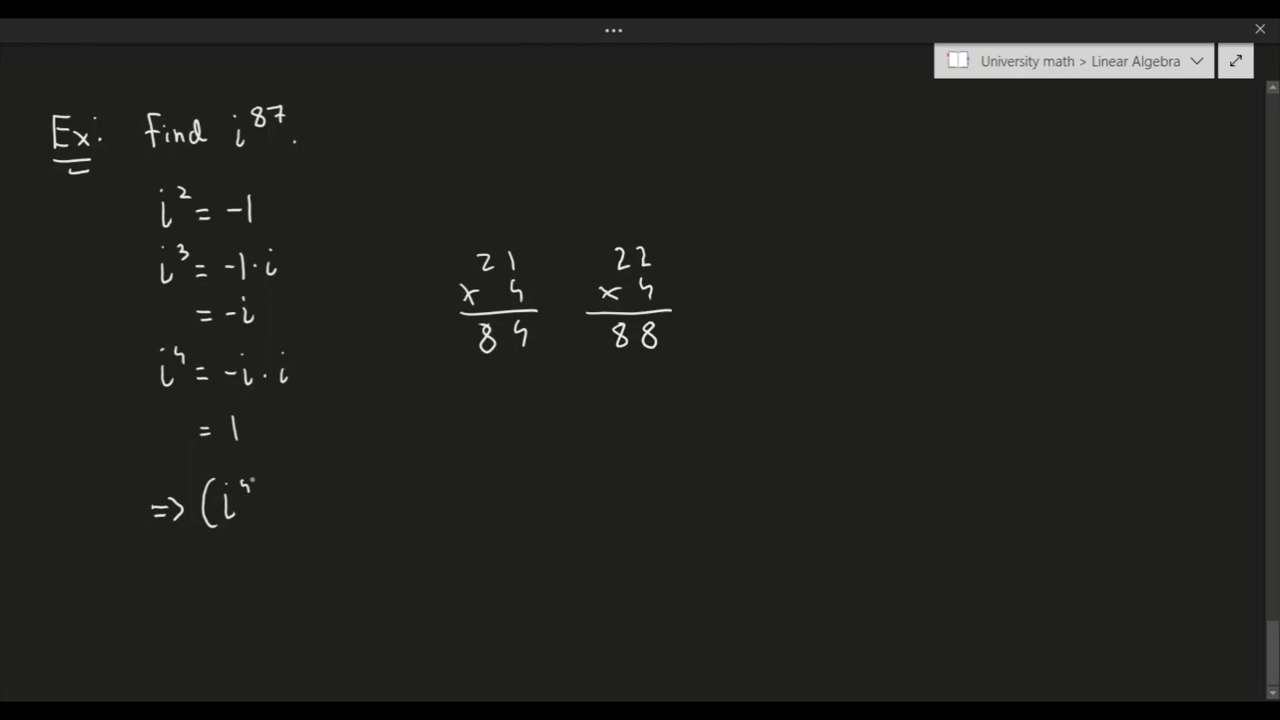 ...
University math > Linear Algebra
Ex: find i^87.
i^2 = -1
i^3 = -1·i
= -i
i^4 = -i·i
= 1
=> (i^4
21
x 4
84
22
x 4
88